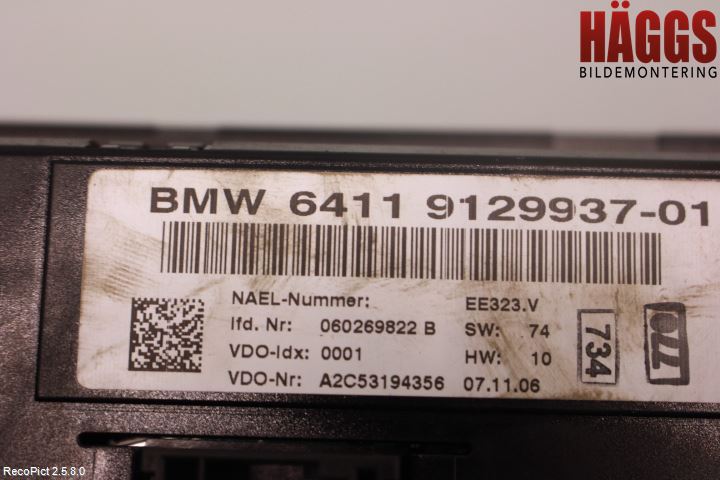 HÄGGS
BILDEMONTERING
BMW 6411 9129937-01
NAEL-Nummer: EE323.V
lfd. Nr: 060269822 B SW: 74
VDO-Idx: 0001 HW: 10
VDO-Nr: A2C53194356 07.11.06
734
RecoPict 2.5.8.0